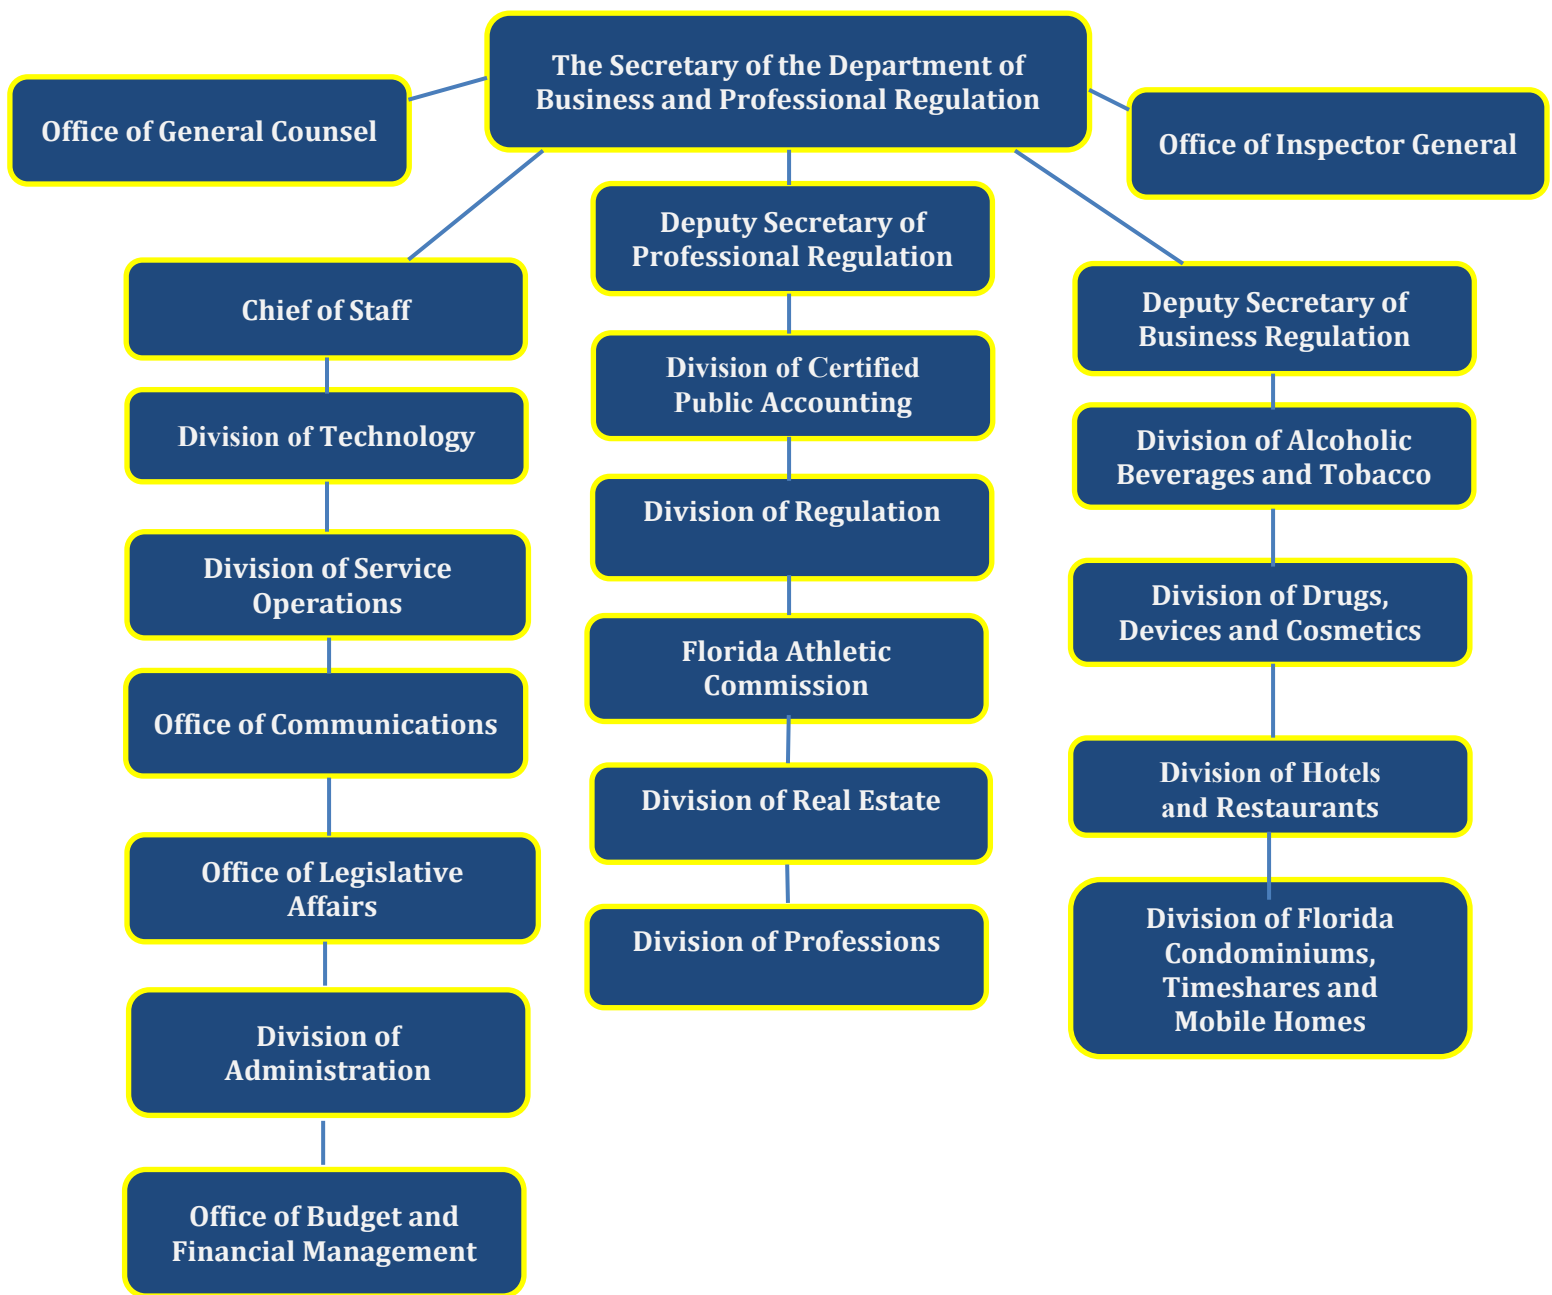 The Secretary of the Department of
Business and Professional Regulation
Office of General Counsel
Office of Inspector General
Chief of Staff
Division of Technology
Division of Service
Operations
Office of Communications
Office of Legislative
Affairs
Division of
Administration
Office of Budget and
Financial Management
Deputy Secretary of
Professional Regulation
Division of Certified
Public Accounting
Division of Regulation
Florida Athletic
Commission
Division of Real Estate
Division of Professions
Deputy Secretary of
Business Regulation
Division of Alcoholic
Beverages and Tobacco
Division of Drugs,
Devices and Cosmetics
Division of Hotels
and Restaurants
Division of Florida
Condominiums,
Timeshares and
Mobile Homes